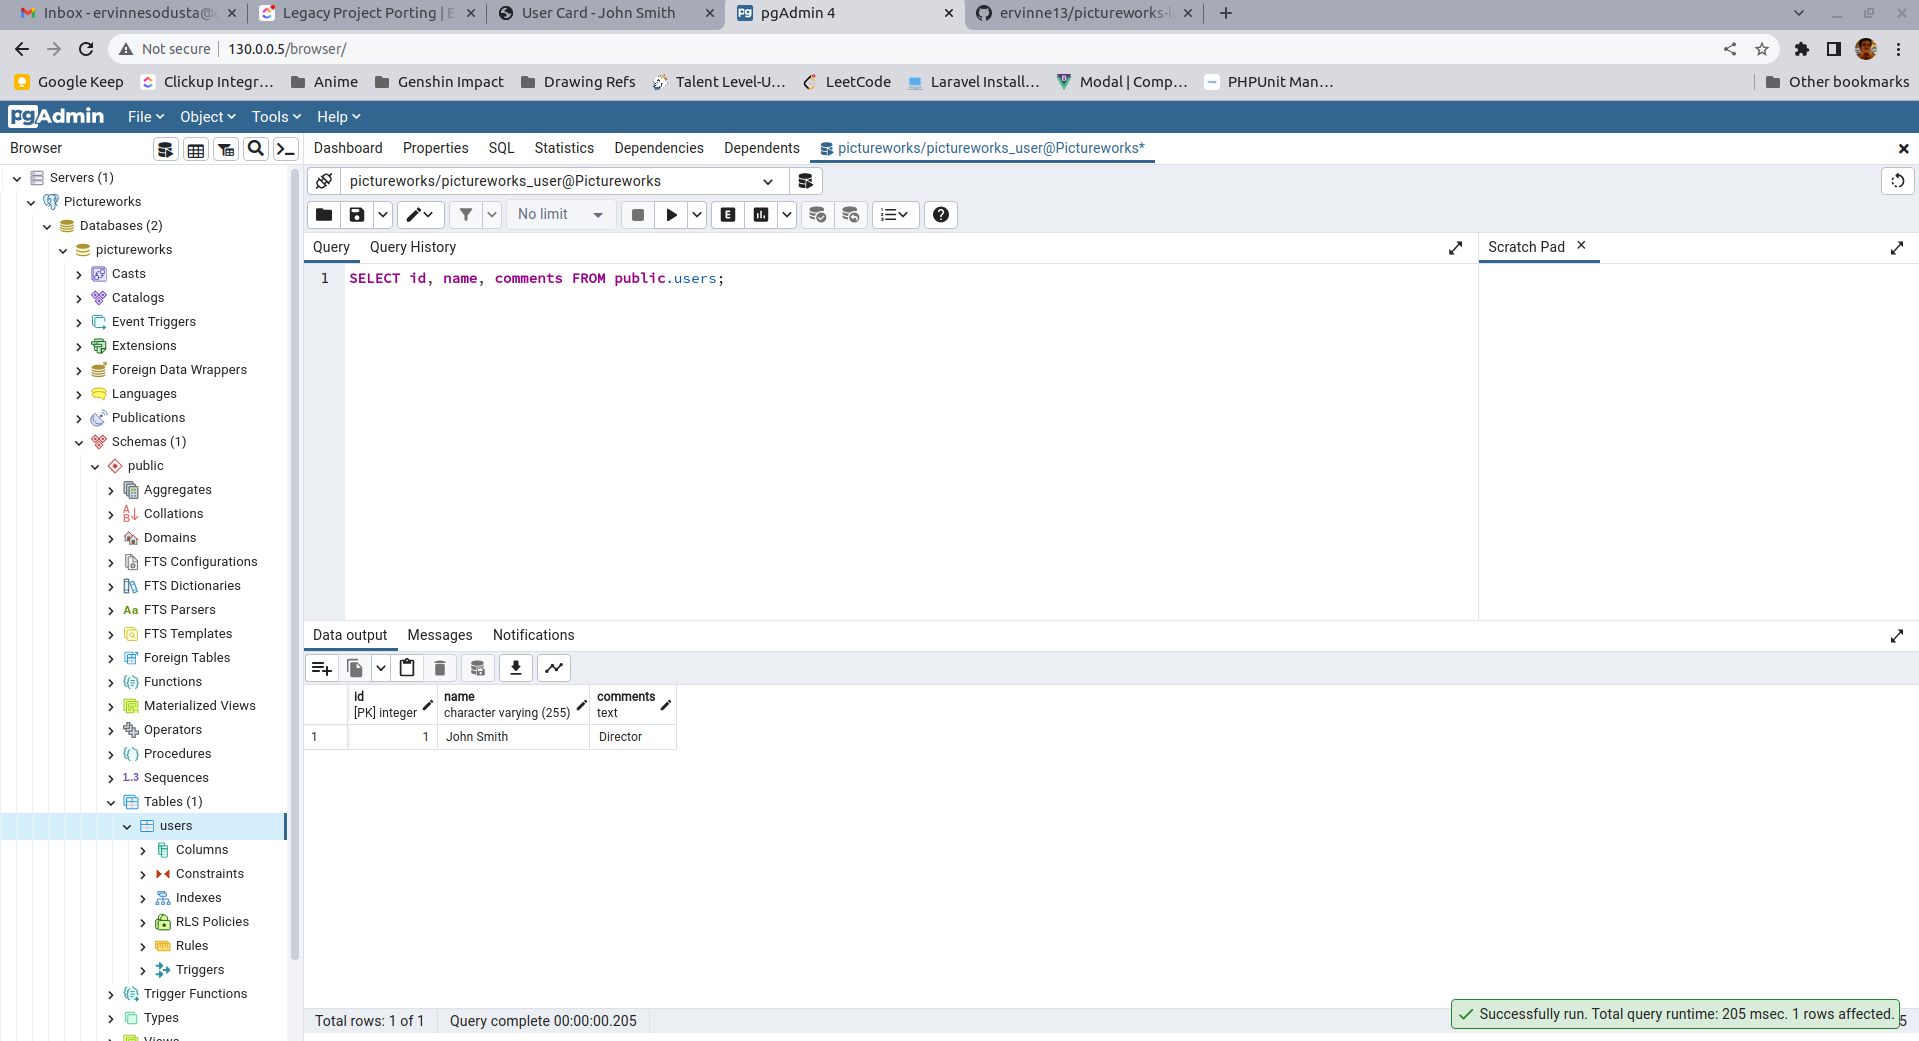 Inbox - ervinnesodusta@
Legacy Project Porting |
User Card - John Smith
pgAdmin 4
ervinne13/pictureworks-
Not secure
130.0.0.5/browser/
Google Keep
Clickup Integr…
Anime
Genshin Impact
Drawing Refs
Talent Level-U…
LeetCode
Laravel Install…
Modal | Comp…
PHPUnit Man…
Other bookmarks
pgAdmin
File
Object
Tools
Help
Browser
Dashboard
Properties
SQL
Statistics
Dependencies
Dependents
pictureworks/pictureworks_user@Pictureworks*
Servers (1)
Pictureworks
Databases (2)
pictureworks
Casts
Catalogs
Event Triggers
Extensions
Foreign Data Wrappers
Languages
Publications
Schemas (1)
public
Aggregates
Collations
Domains
FTS Configurations
FTS Dictionaries
Aa FTS Parsers
FTS Templates
Foreign Tables
Functions
Materialized Views
Operators
Procedures
1..3 Sequences
Tables (1)
users
Columns
Constraints
Indexes
RLS Policies
Rules
Triggers
Trigger Functions
Types
Views
pictureworks/pictureworks_user@Pictureworks
No limit
E
Query
Query History
Scratch Pad
1 SELECT id, name, comments FROM public.users;
Data output
Messages
Notifications
id
[PK] integer
name
character varying (255)
comments
text
1 1 John Smith Director
Total rows: 1 of 1
Query complete 00:00:00.205
Successfully run. Total query runtime: 205 msec. 1 rows affected.